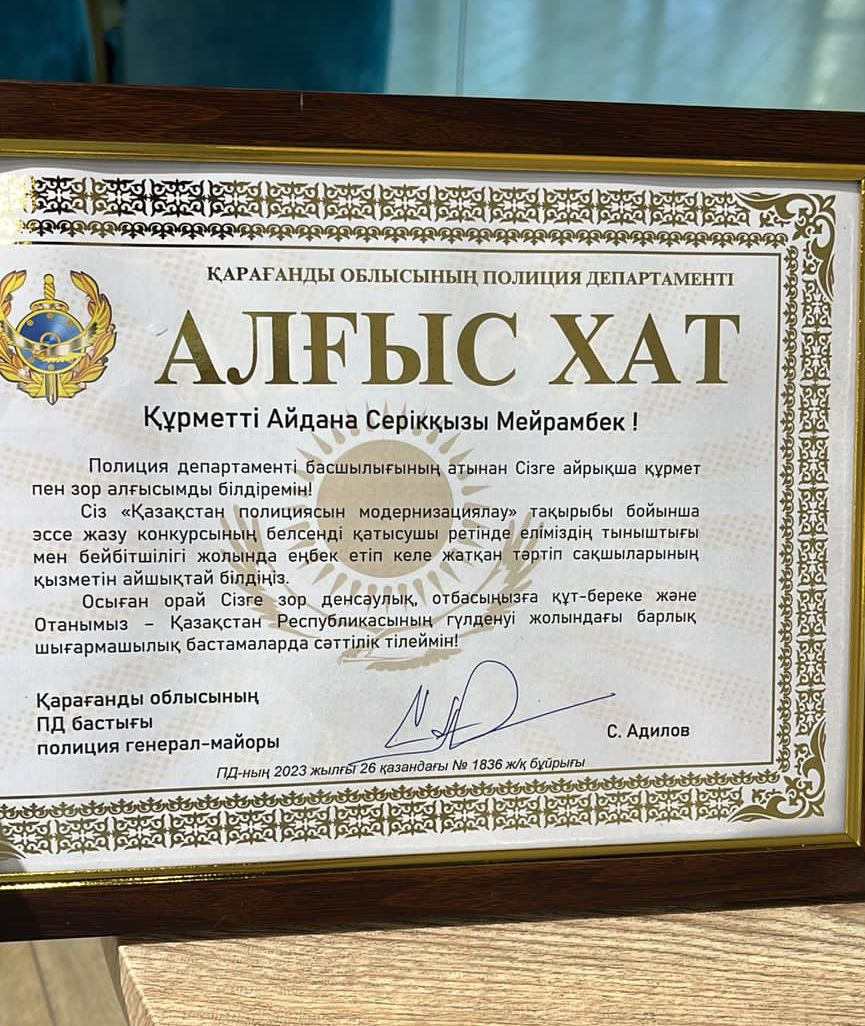 ҚАРАҒАНДЫ ОБЛЫСЫНЫҢ ПОЛИЦИЯ ДЕПАРТАМЕНТІ
АЛҒЫС ХАТ
Құрметті Айдана Серікқызы Мейрамбек !
Полиция департаменті басшылығының атынан Сізге айрықша құрмет
пен зор алғысымды білдіремін!
Сіз «Қазақстан полициясын модернизациялау» тақырыбы бойынша
эссе жазу конкурсының белсенді қатысушы ретінде еліміздің тыныштығы
мен бейбітшілігі жолында еңбек етіп келе жатқан тәртіп сақшыларының
қызметін айшықтай білдіңіз.
Осыған орай Сізге зор денсаулық, отбасыңызға құт-береке және
Отанымыз – Қазақстан Республикасының гүлденуі жолындағы барлық
шығармашылық бастамаларда сәттілік тілеймін!
Қарағанды облысының
ПД бастығы
полиция генерал-майоры
С. Адилов
ПД-ның 2023 жылғы 26 қазандағы № 1836 ж/қ бұйрығы